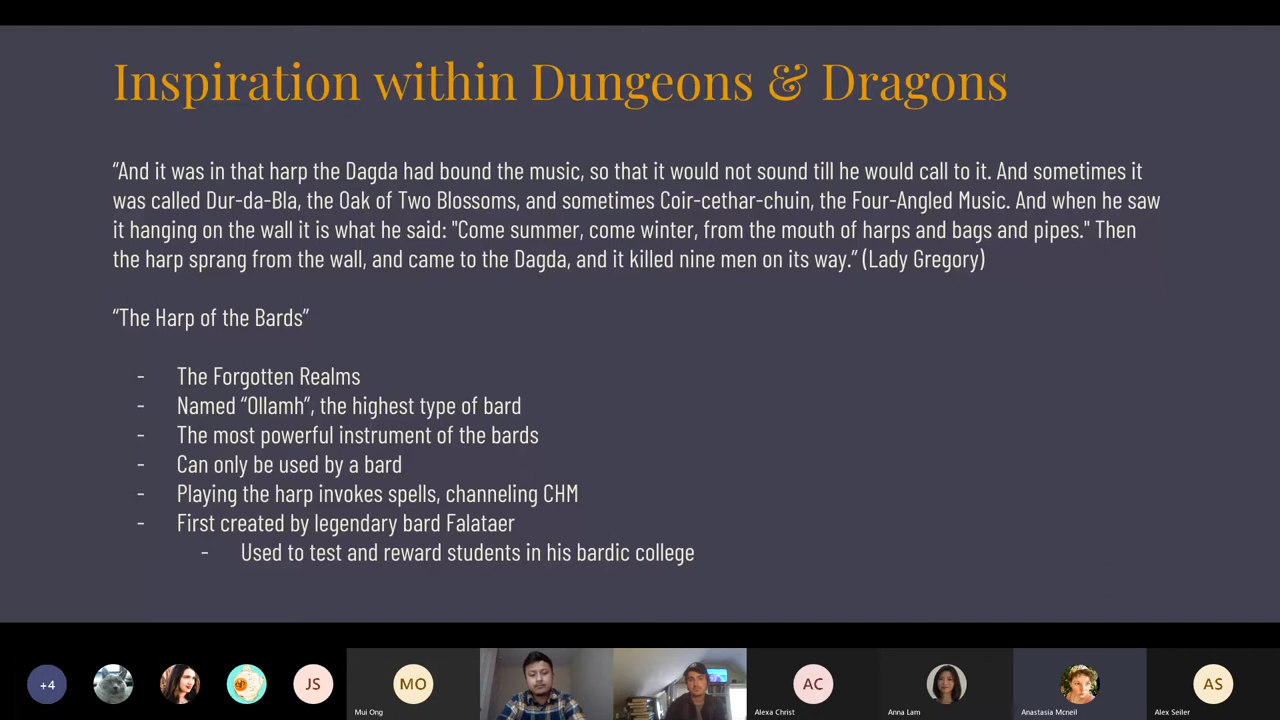 Inspiration within Dungeons & Dragons
“And it was in that harp the Dagda had bound the music, so that it would not sound till he would call to it. And sometimes it
was called Dur-da-Bla, the Oak of Two Blossoms, and sometimes Coir-cethar-chuin, the Four-Angled Music. And when he saw
it hanging on the wall it is what he said: "Come summer, come winter, from the mouth of harps and bags and pipes." Then
the harp sprang from the wall, and came to the Dagda, and it killed nine men on its way.” (Lady Gregory)
“The Harp of the Bards”
- The Forgotten Realms
- Named “Ollamh”, the highest type of bard
- The most powerful instrument of the bards
- Can only be used by a bard
- Playing the harp invokes spells, channeling CHM
- First created by legendary bard Falataer
- Used to test and reward students in his bardic college
+4
JS
MO
Mui Ong
AC
Alexa Christ
Anna Lam
Anastasia Mcneil
AS
Alex Seiler